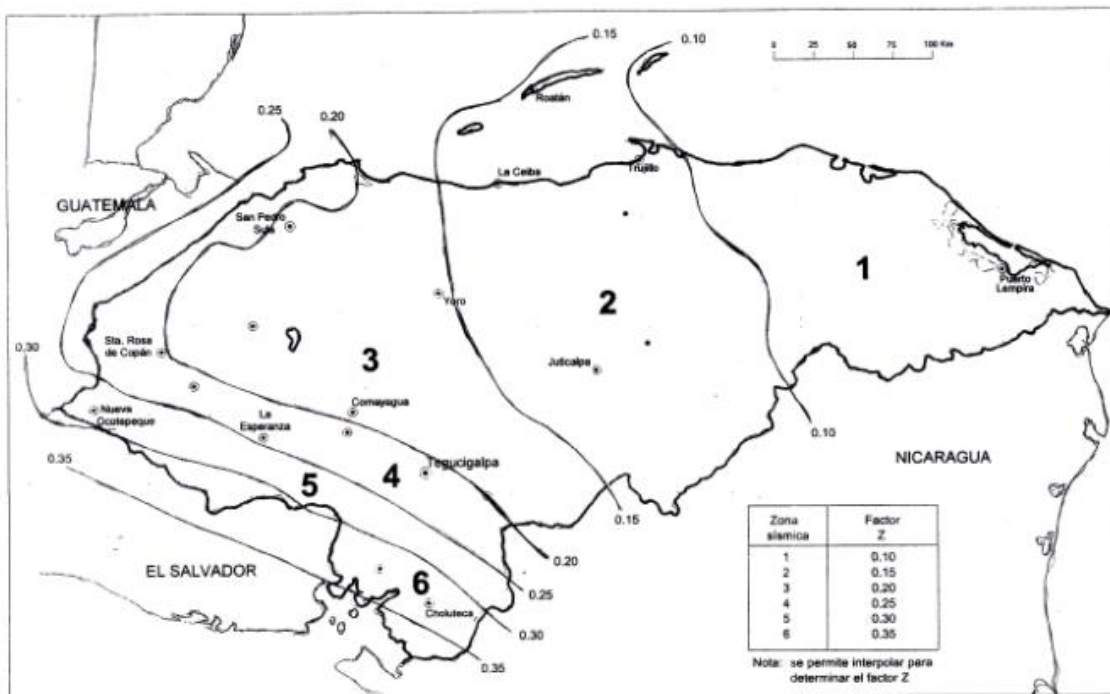 0.15
0.10
0 25 50 75 100 Km
Roatán
0.25
0.20
La Ceiba
Trujillo
GUATEMALA
San Pedro
Sula
1
Puerto
Lempira
2
Yoro
Sta. Rosa
de Copán
3
0.30
Juticalpa
Comayagua
Nueva
Ocotepeque
La
Esperanza
0.10
Tegucigalpa
NICARAGUA
0.35
4
5
0.15
Zona
sísmica
Factor
Z
1 0.10
2 0.15
3 0.20
4 0.25
5 0.30
6 0.35
0.20
EL SALVADOR
6
0.25
Choluteca
0.30
0.35
Nota: se permite interpolar para
determinar el factor Z